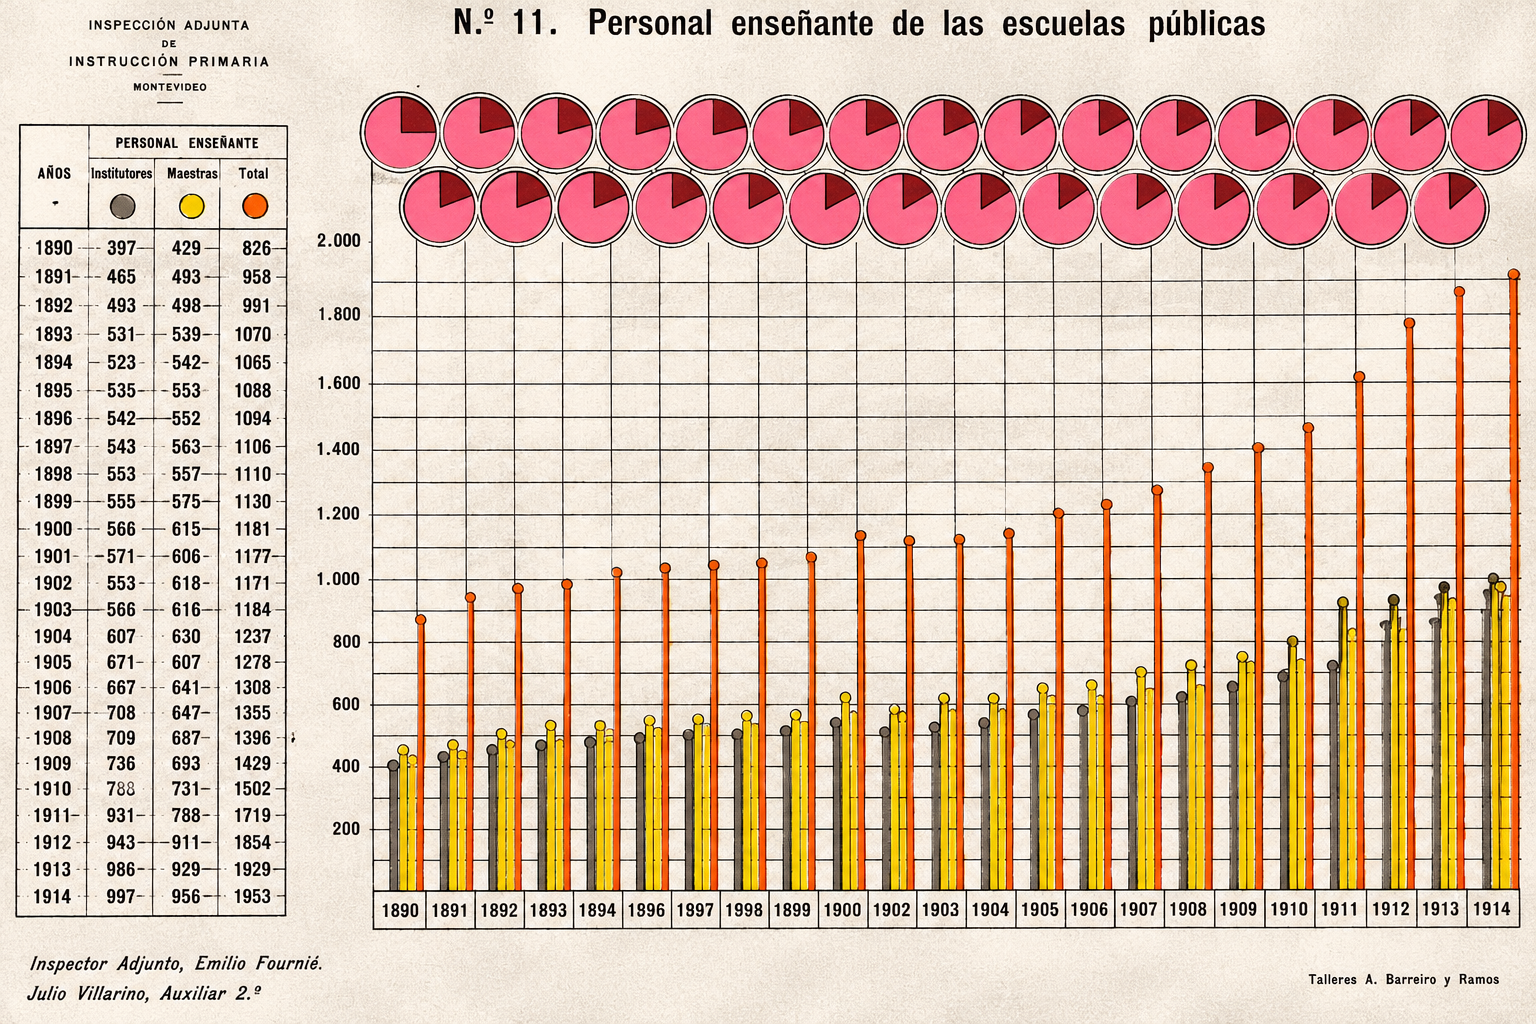 INSPECCIÓN ADJUNTA
DE
INSTRUCCIÓN PRIMARIA
MONTEVIDEO
N.º 11. Personal enseñante de las escuelas públicas
AÑOS
PERSONAL ENSEÑANTE
Institutores Maestras Total
1890 397 429 826
1891 465 493 958
1892 493 498 991
1893 531 539 1070
1894 523 542 1065
1895 535 553 1088
1896 542 552 1094
1897 543 563 1106
1898 553 557 1110
1899 555 575 1130
1900 566 615 1181
1901 571 606 1177
1902 553 618 1171
1903 566 616 1184
1904 607 630 1237
1905 671 607 1278
1906 667 641 1308
1907 708 647 1355
1908 709 687 1396
1909 736 693 1429
1910 788 731 1502
1911 931 788 1719
1912 943 911 1854
1913 986 929 1929
1914 997 956 1953
2.000
1.800
1.600
1.400
1.200
1.000
800
600
400
200
1890 1891 1892 1893 1894 1896 1897 1998 1899 1900 1902 1903 1904 1905 1906 1907 1908 1909 1910 1911 1912 1913 1914
Inspector Adjunto, Emilio Fournié.
Julio Villarino, Auxiliar 2.º
Talleres A. Barreiro y Ramos